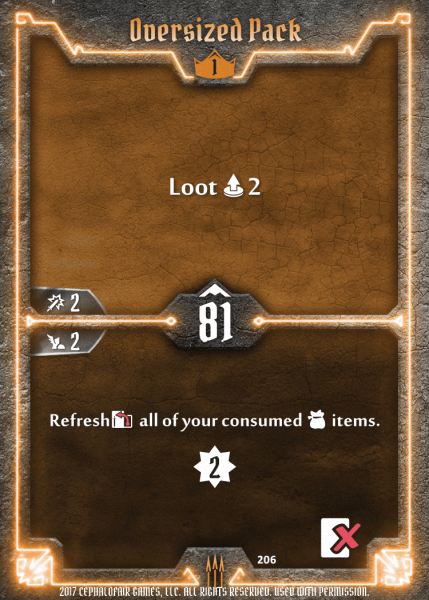 Oversized Pack
1
Loot 2
2
81
2
Refresh all of your consumed items.
2
206
2017 CEPHALOFAIR GAMES, LLC. ALL RIGHTS RESERVED. USED WITH PERMISSION.